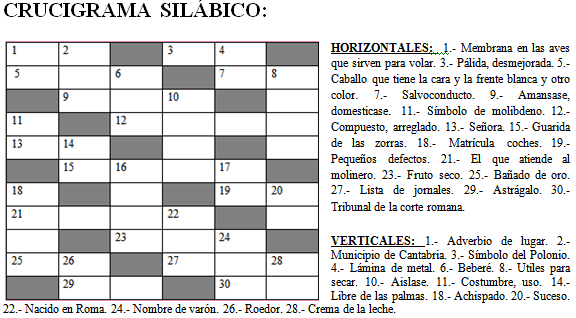 CRUCIGRAMA SILÁBICO:
1 2 3 4
5 6 7 8
9 10
11 12
13 14
15 16 17
18 19 20
21 22
23 24
25 26 27 28
29 30
HORIZONTALES: 1.- Membrana en las aves
que sirven para volar. 3.- Pálida, desmejorada. 5.-
Caballo que tiene la cara y la frente blanca y otro
color. 7.- Salvoconducto. 9.- Amansase,
domesticase. 11.- Símbolo de molibdeno. 12.-
Compuesto, arreglado. 13.- Señora. 15.- Guarida
de las zorras. 18.- Matrícula coches. 19.-
Pequeños defectos. 21.- El que atiende al
molinero. 23.- Fruto seco. 25.- Bañado de oro.
27.- Lista de jornales. 29.- Astrágalo. 30.-
Tribunal de la corte romana.
VERTICALES: 1.- Adverbio de lugar. 2.-
Municipio de Cantabria. 3.- Símbolo del Polonio.
4.- Lámina de metal. 6.- Beberé. 8.- Utiles para
secar. 10.- Aislase. 11.- Costumbre, uso. 14.-
Libre de las palmas. 18.- Achispado. 20.- Suceso.
22.- Nacido en Roma. 24.- Nombre de varón. 26.- Roedor. 28.- Crema de la leche.